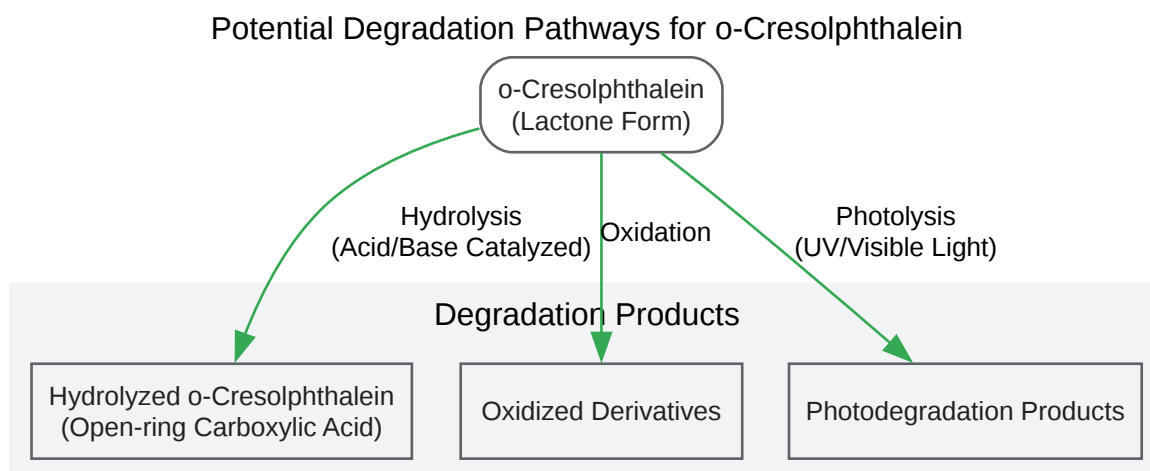 Potential Degradation Pathways for o-Cresolphthalein
o-Cresolphthalein
(Lactone Form)
Hydrolysis
(Acid/Base Catalyzed)
Oxidation
Photolysis
(UV/Visible Light)
Degradation Products
Hydrolyzed o-Cresolphthalein
(Open-ring Carboxylic Acid)
Oxidized Derivatives
Photodegradation Products